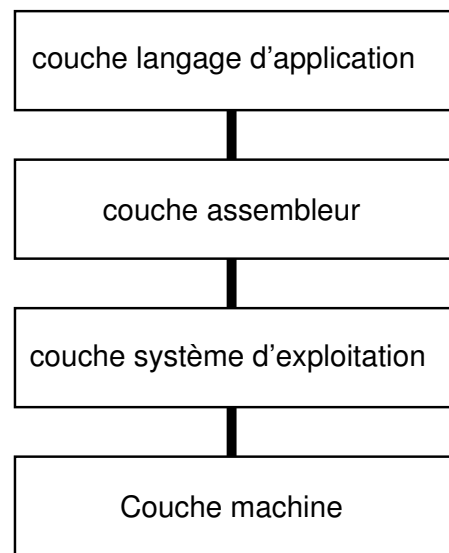 couche langage d’application
couche assembleur
couche système d’exploitation
Couche machine